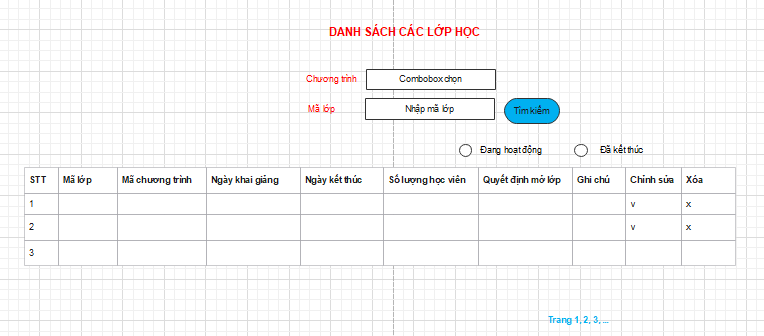 DANH SÁCH CÁC LỚP HỌC
Chương trình Combobox chọn
Mã lớp Nhập mã lớp Tìm kiếm
Đang hoạt động Đã kết thúc
STT Mã lớp Mã chương trình Ngày khai giảng Ngày kết thúc Số lượng học viên Quyết định mở lớp Ghi chú Chỉnh sửa Xóa
1 v x
2 v x
3
Trang 1, 2, 3, ...